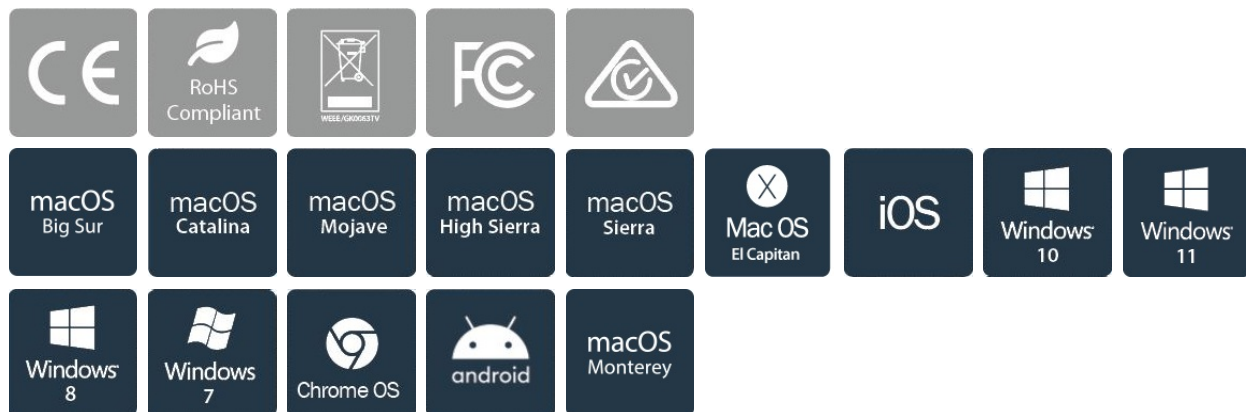 CE
RoHS
Compliant
WEEE/GK0063TV
FC
macOS
Big Sur
macOS
Catalina
macOS
Mojave
macOS
High Sierra
macOS
Sierra
X
Mac OS
El Capitan
iOS
Windows
10
Windows
11
Windows
8
Windows
7
Chrome OS
android
macOS
Monterey